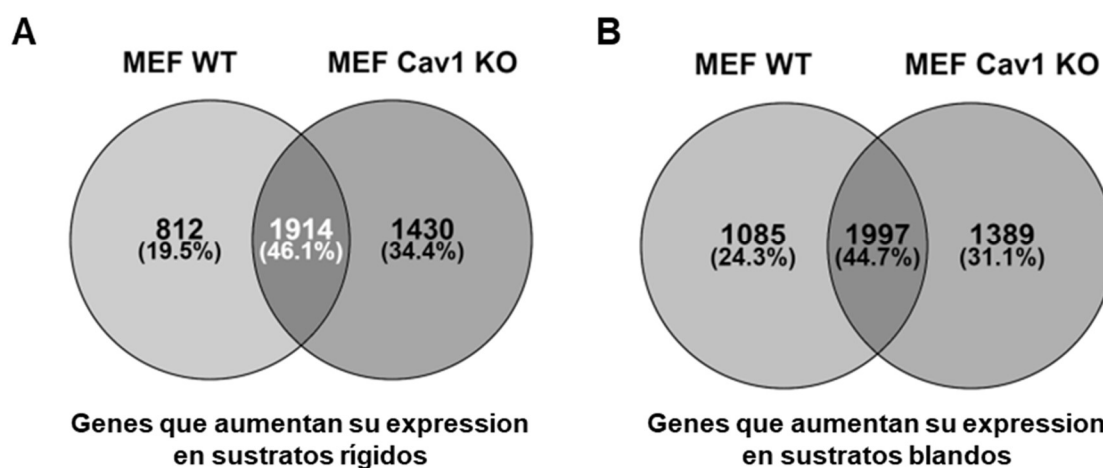 A
MEF WT
MEF Cav1 KO
812
(19.5%)
1914
(46.1%)
1430
(34.4%)
Genes que aumentan su expression
en sustratos rígidos
B
MEF WT
MEF Cav1 KO
1085
(24.3%)
1997
(44.7%)
1389
(31.1%)
Genes que aumentan su expression
en sustratos blandos